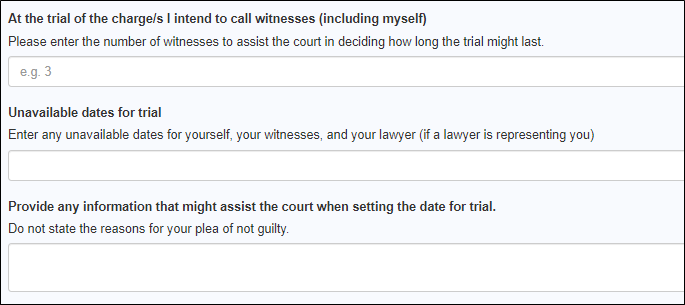 At the trial of the charge/s I intend to call witnesses (including myself)
Please enter the number of witnesses to assist the court in deciding how long the trial might last.
e.g. 3
Unavailable dates for trial
Enter any unavailable dates for yourself, your witnesses, and your lawyer (if a lawyer is representing you)
Provide any information that might assist the court when setting the date for trial.
Do not state the reasons for your plea of not guilty.